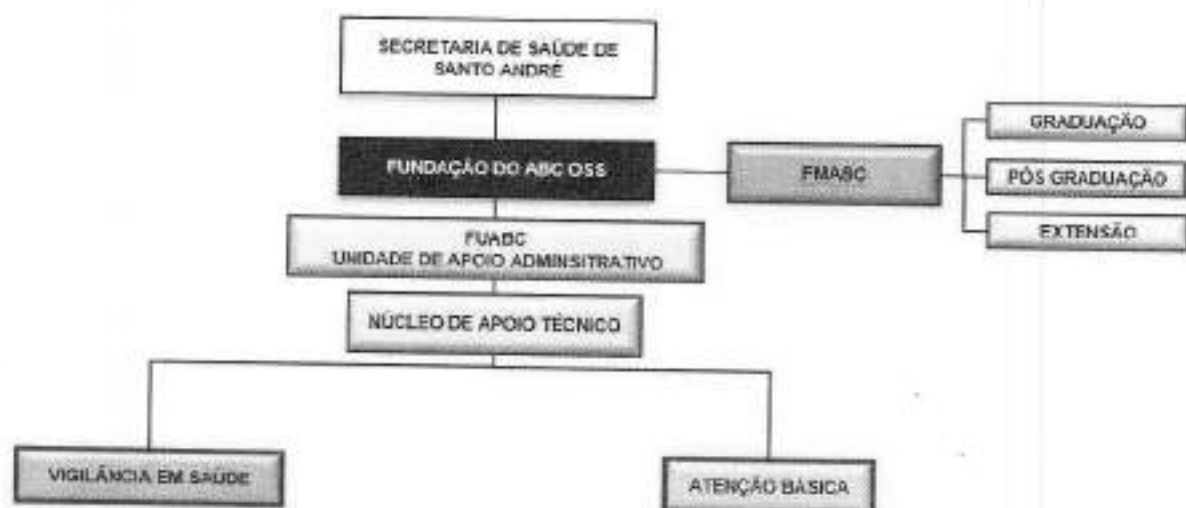 SECRETARIA DE SAÚDE DE
SANTO ANDRÉ
FUNDAÇÃO DO ABC OSS
FMABC
GRADUAÇÃO
PÓS GRADUAÇÃO
EXTENSÃO
FUABC
UNIDADE DE APOIO ADMINSITRATIVO
NÚCLEO DE APOIO TÉCNICO
VIGILÂNCIA EM SAÚDE
ATENÇÃO BÁSICA